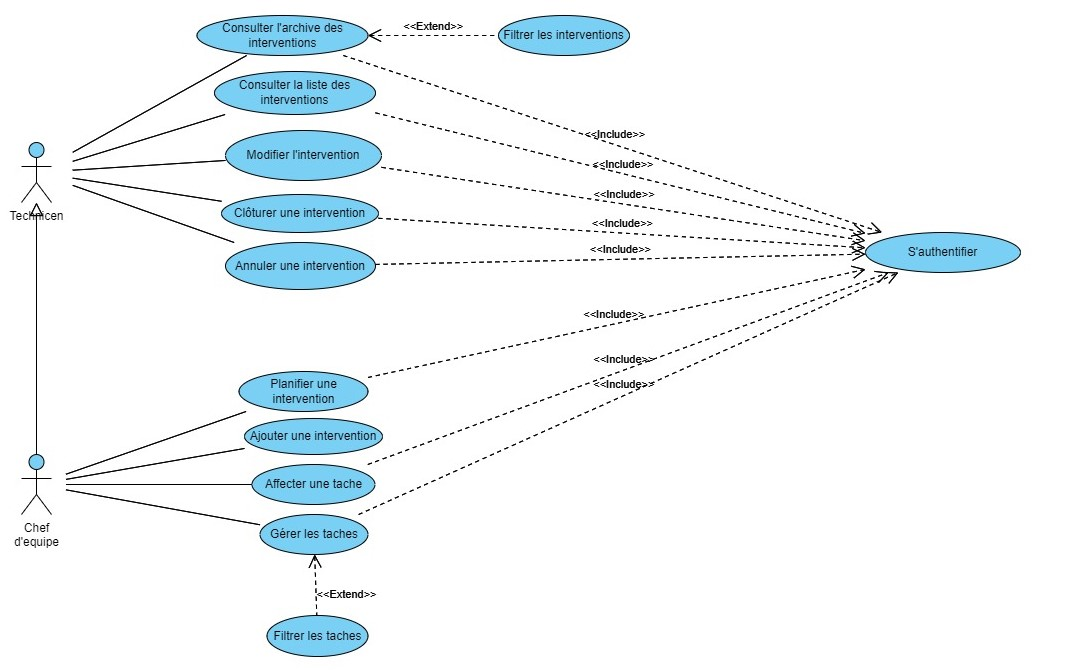 Consulter l'archive des
interventions
<<Extend>>
Filtrer les interventions
Consulter la liste des
interventions
<<Include>>
Modifier l'intervention
<<Include>>
<<Include>>
Technicen
Clôturer une intervention
<<Include>>
Annuler une intervention
<<Include>>
S'authentifier
<<Include>>
<<Include>>
Planifier une
intervention
<<Include>>
Ajouter une intervention
Affecter une tache
Chef
d'equipe
Gérer les taches
<<Extend>>
Filtrer les taches